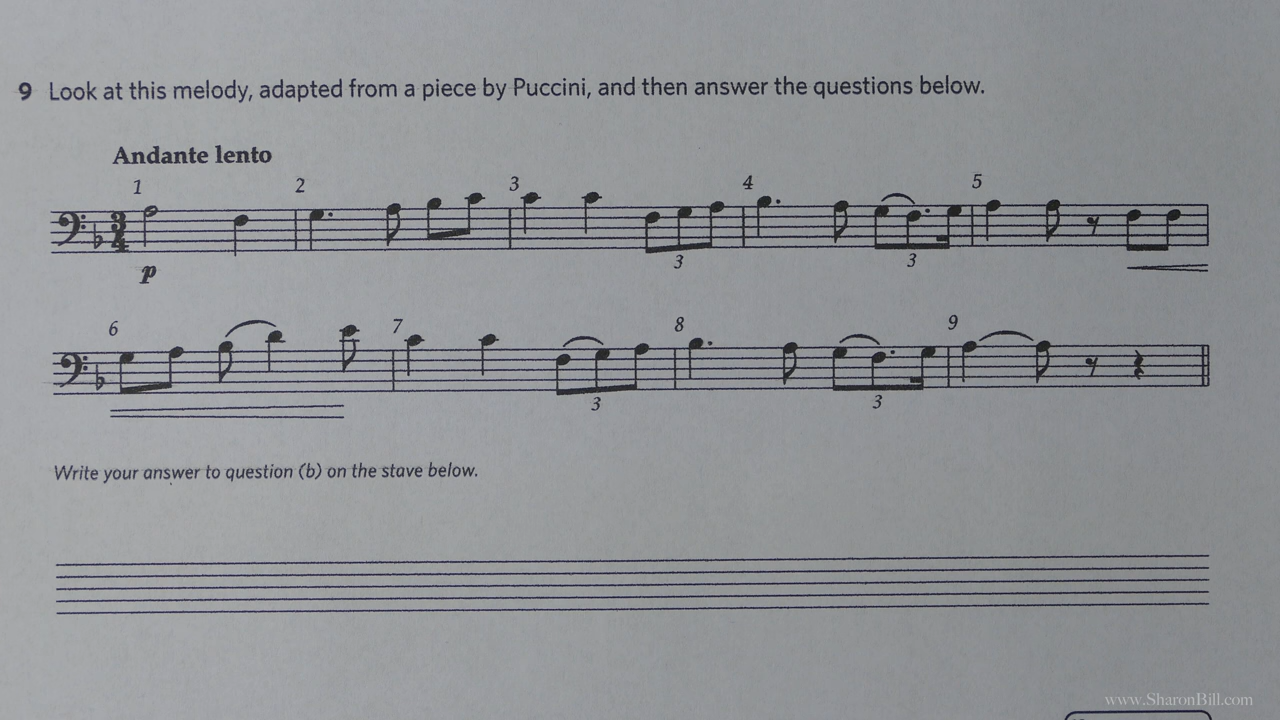 9 Look at this melody, adapted from a piece by Puccini, and then answer the questions below.
Andante lento
1 2 3 4 5
3
4
p
3 3
6 7 8 9
3 3
Write your answer to question (b) on the stave below.
www.SharonBill.com